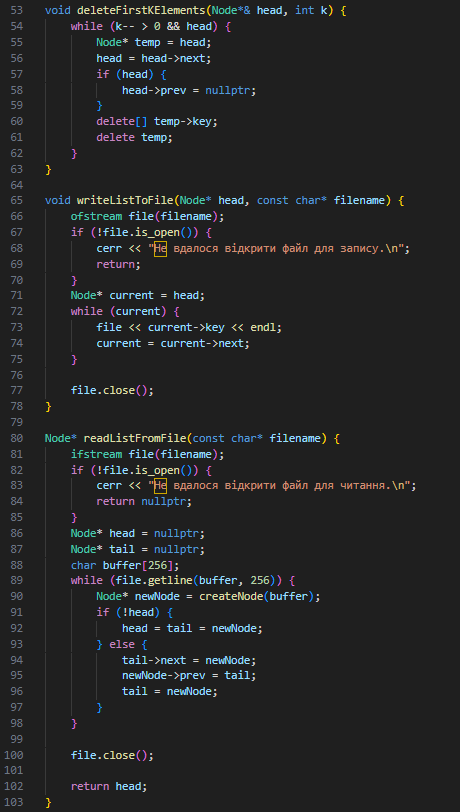 53 void deleteFirstKElements(Node*& head, int k) {
54     while (k-- > 0 && head) {
55         Node* temp = head;
56         head = head->next;
57         if (head) {
58             head->prev = nullptr;
59         }
60         delete[] temp->key;
61         delete temp;
62     }
63 }
64
65 void writeListToFile(Node* head, const char* filename) {
66     ofstream file(filename);
67     if (!file.is_open()) {
68         cerr << "Не вдалося відкрити файл для запису.\n";
69         return;
70     }
71     Node* current = head;
72     while (current) {
73         file << current->key << endl;
74         current = current->next;
75     }
76
77     file.close();
78 }
79
80 Node* readListFromFile(const char* filename) {
81     ifstream file(filename);
82     if (!file.is_open()) {
83         cerr << "Не вдалося відкрити файл для читання.\n";
84         return nullptr;
85     }
86     Node* head = nullptr;
87     Node* tail = nullptr;
88     char buffer[256];
89     while (file.getline(buffer, 256)) {
90         Node* newNode = createNode(buffer);
91         if (!head) {
92             head = tail = newNode;
93         } else {
94             tail->next = newNode;
95             newNode->prev = tail;
96             tail = newNode;
97         }
98     }
99
100     file.close();
101
102     return head;
103 }